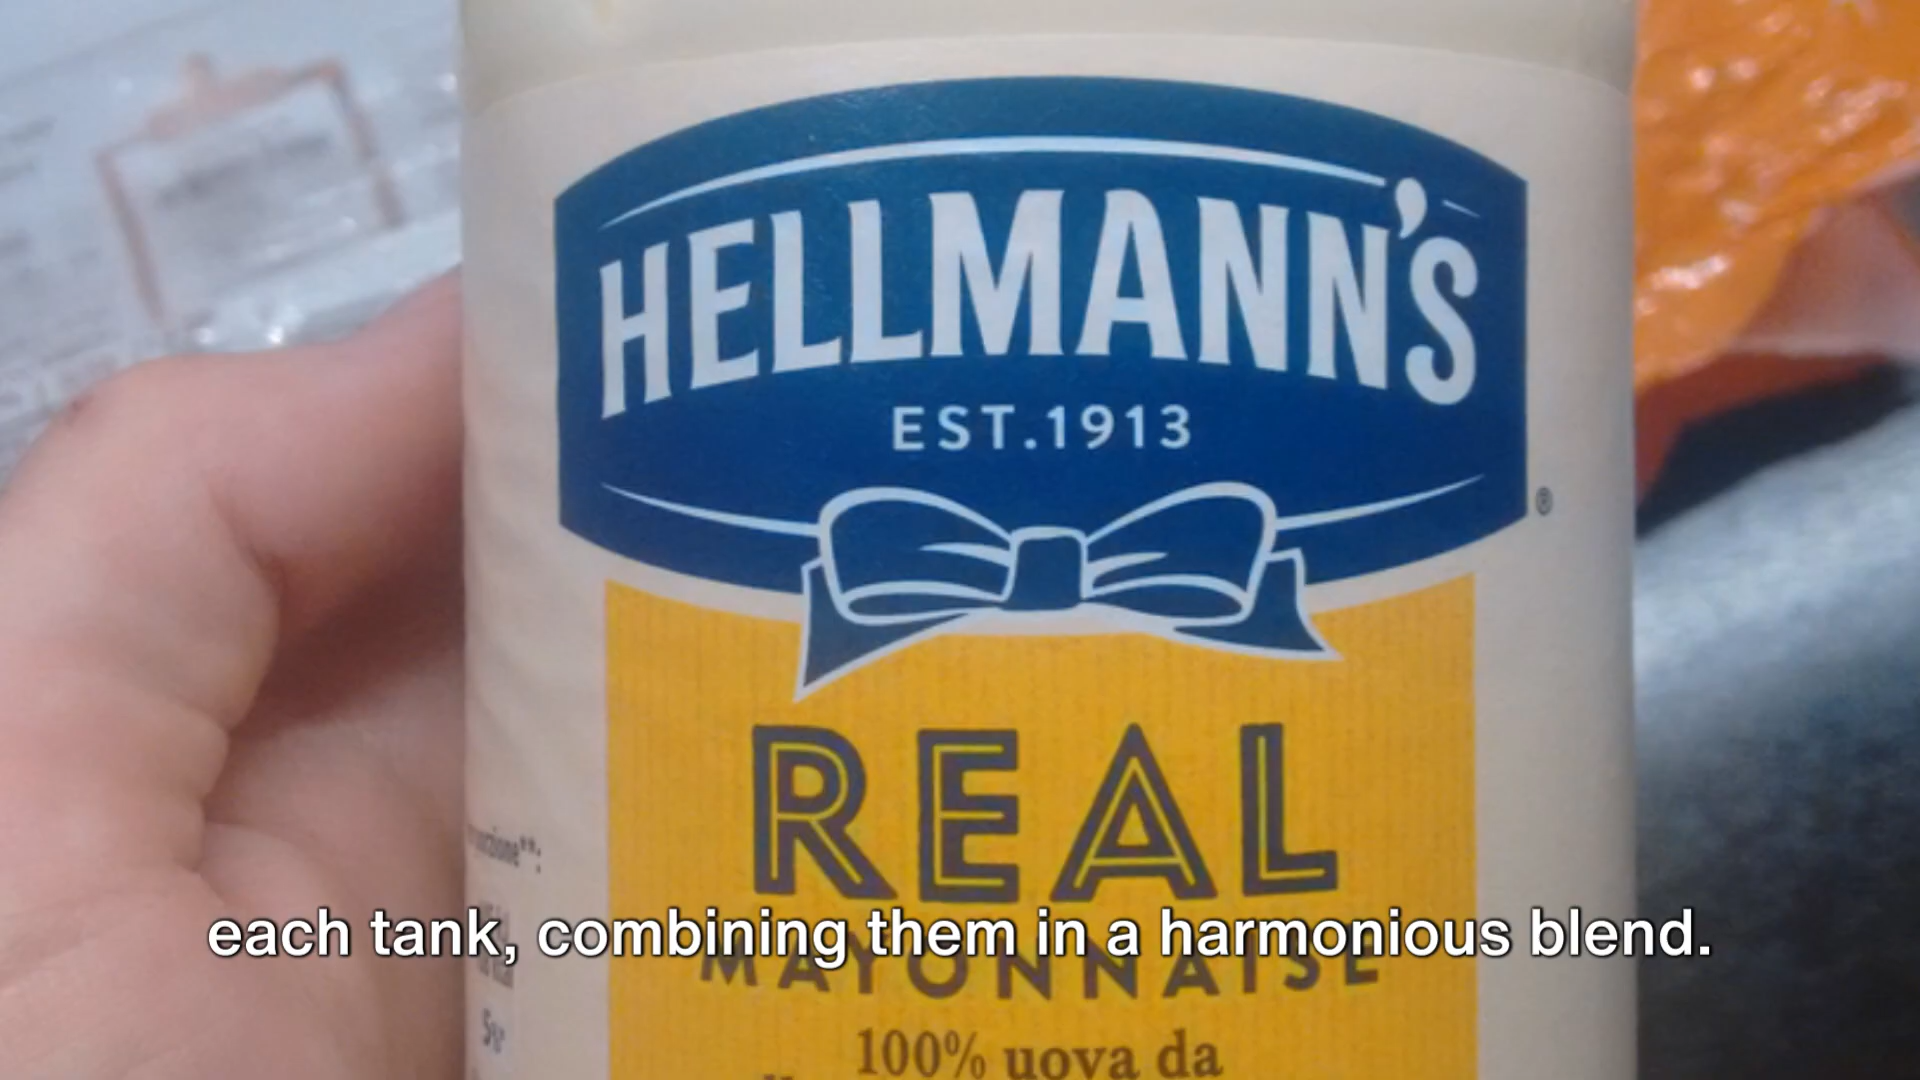 HELLMANN'S
EST.1913
®
REAL
MAYONNAISE
each tank, combining them in a harmonious blend.
100% uova da